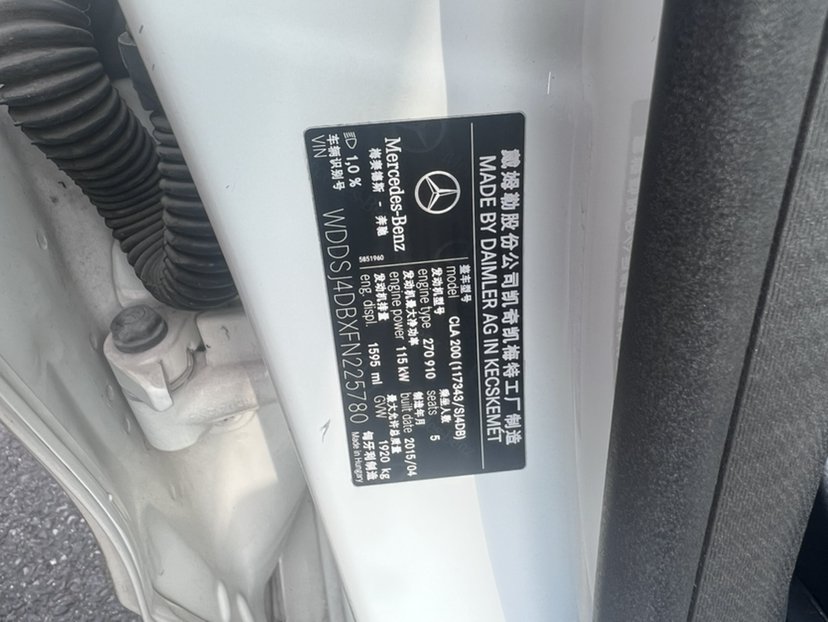 戴姆勒股份公司凯奇凯梅特工厂制造
MADE BY DAIMLER AG IN KECSKEMET
Mercedes-Benz
梅赛德斯 - 奔驰
整车型号
model CLA 200 (117343/SJ4DB)
发动机型号 乘坐人数
engine type 270 910 seats 5
发动机最大净功率 制造年月
engine power 115 kW built date 2015/04
发动机排量 最大允许总质量
eng. displ. 1595 ml GVW 1920 kg
5851960
1,0 %
车辆识别号
VIN WDDSJ4DBXFN225780
匈牙利制造
Made in Hungary